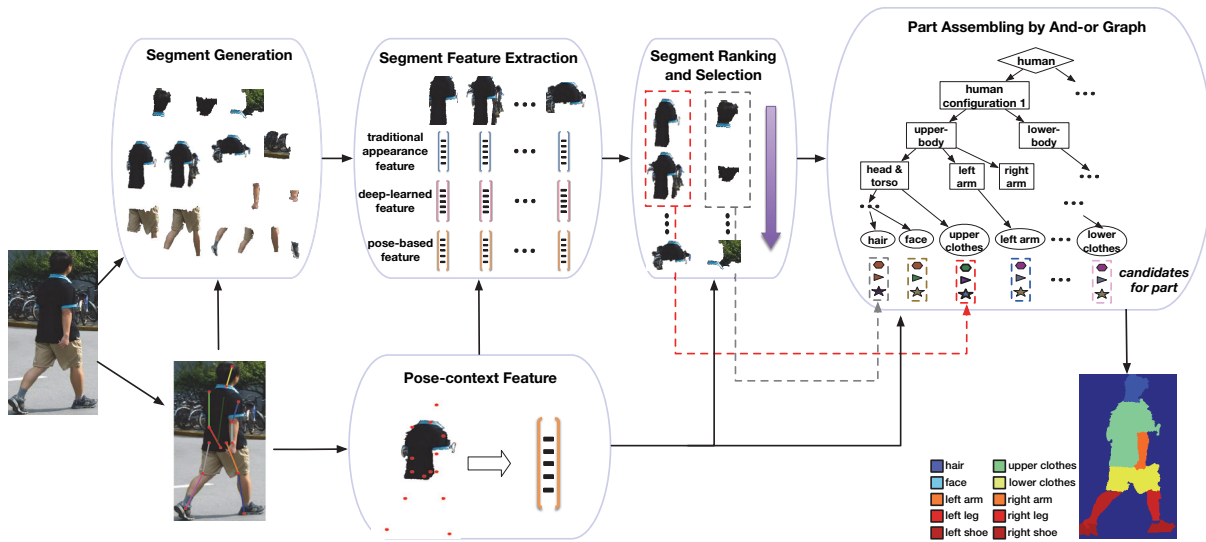 Segment Generation
Segment Feature Extraction
traditional
appearance
feature
deep-learned
feature
pose-based
feature
Segment Ranking
and Selection
Part Assembling by And-or Graph
human
human
configuration 1
upper-
body
lower-
body
head &
torso
left
arm
right
arm
hair
face
upper
clothes
left arm
lower
clothes
candidates
for part
Pose-context Feature
hair
upper clothes
face
lower clothes
left arm
right arm
left leg
right leg
left shoe
right shoe